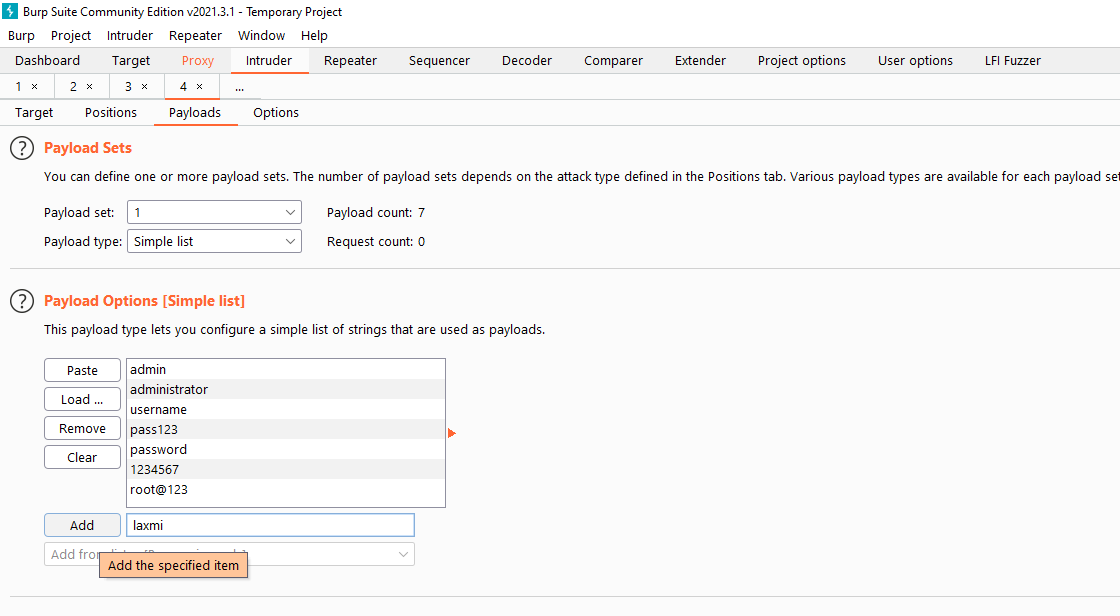 Burp Suite Community Edition v2021.3.1 - Temporary Project
Burp Project Intruder Repeater Window Help
Dashboard Target Proxy Intruder Repeater Sequencer Decoder Comparer Extender Project options User options LFI Fuzzer
1 × 2 × 3 × 4 × ...
Target Positions Payloads Options
? Payload Sets
You can define one or more payload sets. The number of payload sets depends on the attack type defined in the Positions tab. Various payload types are available for each payload set
Payload set: 1 Payload count: 7
Payload type: Simple list Request count: 0
? Payload Options [Simple list]
This payload type lets you configure a simple list of strings that are used as payloads.
Paste
Load ...
Remove
Clear
admin
administrator
username
pass123
password
1234567
root@123
Add laxmi
Add from
Add the specified item